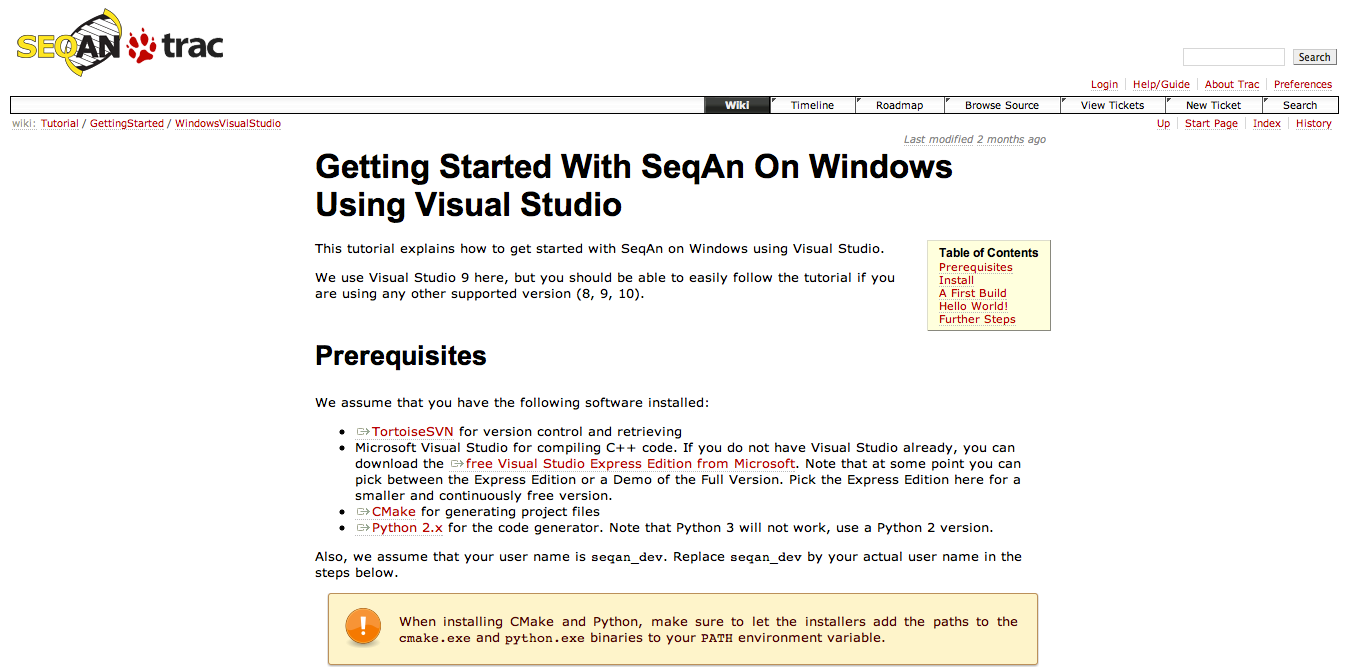 SEQAN trac
Search
Login Help/Guide About Trac Preferences
Wiki Timeline Roadmap Browse Source View Tickets New Ticket Search
wiki: Tutorial / GettingStarted / WindowsVisualStudio
Up Start Page Index History
Last modified 2 months ago
Getting Started With SeqAn On Windows
Using Visual Studio
This tutorial explains how to get started with SeqAn on Windows using Visual Studio.
We use Visual Studio 9 here, but you should be able to easily follow the tutorial if you
are using any other supported version (8, 9, 10).
Table of Contents
Prerequisites
Install
A First Build
Hello World!
Further Steps
Prerequisites
We assume that you have the following software installed:
• TortoiseSVN for version control and retrieving
• Microsoft Visual Studio for compiling C++ code. If you do not have Visual Studio already, you can
download the free Visual Studio Express Edition from Microsoft. Note that at some point you can
pick between the Express Edition or a Demo of the Full Version. Pick the Express Edition here for a
smaller and continuously free version.
• CMake for generating project files
• Python 2.x for the code generator. Note that Python 3 will not work, use a Python 2 version.
Also, we assume that your user name is seqan_dev. Replace seqan_dev by your actual user name in the
steps below.
When installing CMake and Python, make sure to let the installers add the paths to the
cmake.exe and python.exe binaries to your PATH environment variable.